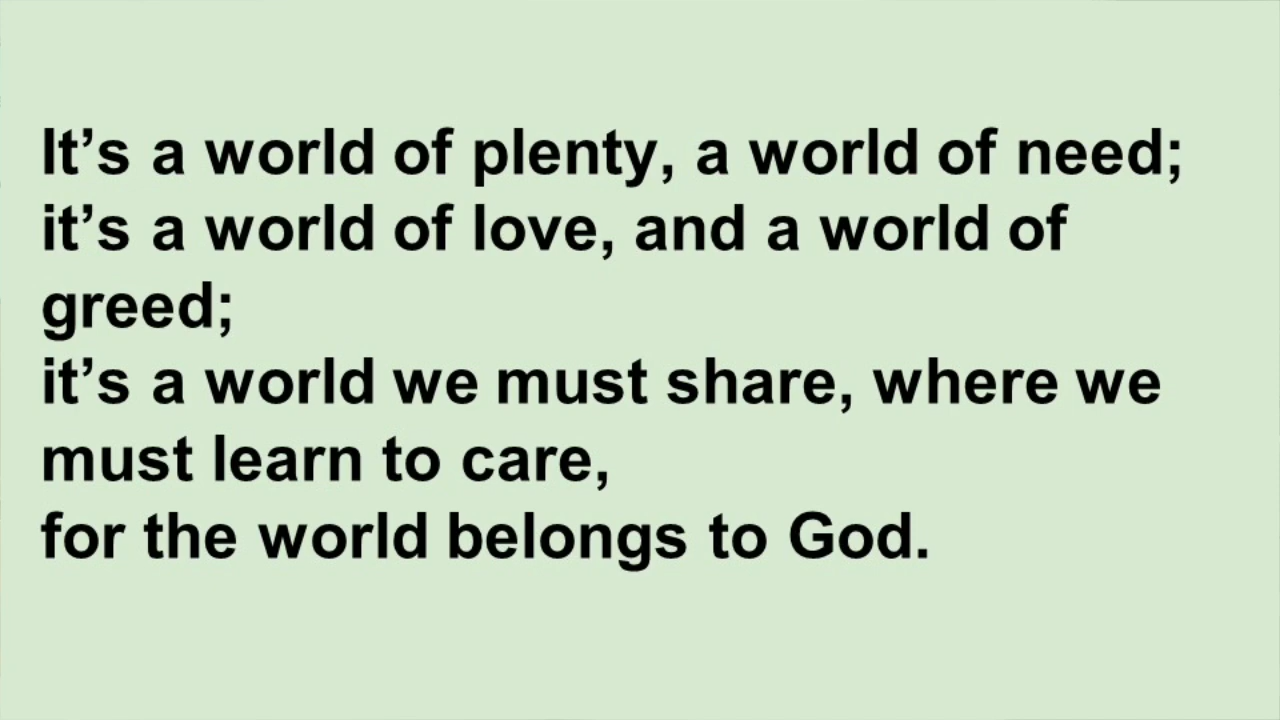 It’s a world of plenty, a world of need;
it’s a world of love, and a world of
greed;
it’s a world we must share, where we
must learn to care,
for the world belongs to God.